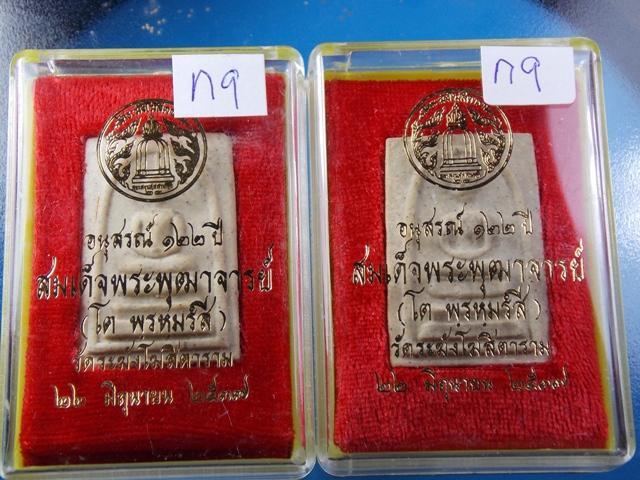 ก๑
อนุสรณ์ ๑๒๒ ปี
สมเด็จพระพุฒาจารย์
(โต พรหมรังสี)
วัดระฆังโฆสิตาราม
๒๒ มิถุนายน ๒๕๓๗
ก๑
อนุสรณ์ ๑๒๒ ปี
สมเด็จพระพุฒาจารย์
(โต พรหมรังสี)
วัดระฆังโฆสิตาราม
๒๒ มิถุนายน ๒๕๓๗